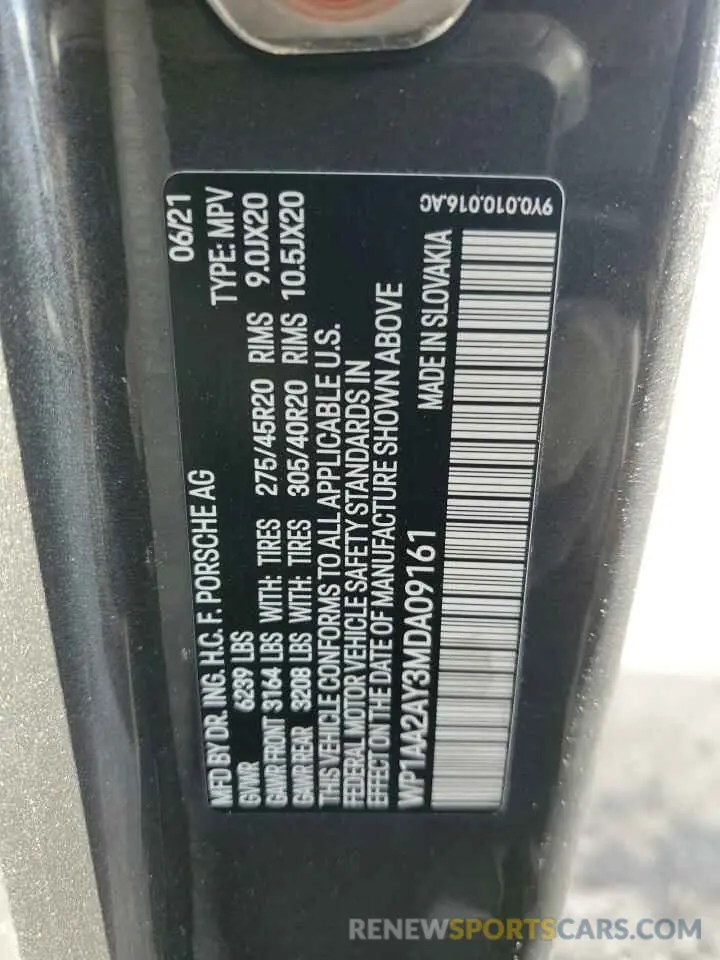 MFD BY DR. ING. H.C. F. PORSCHE AG 06/21
GVWR 6239 LBS TYPE: MPV
GAWR FRONT 3164 LBS WITH: TIRES 275/45R20 RIMS 9.0JX20
GAWR REAR 3208 LBS WITH: TIRES 305/40R20 RIMS 10.5JX20
THIS VEHICLE CONFORMS TO ALL APPLICABLE U.S.
FEDERAL MOTOR VEHICLE SAFETY STANDARDS IN
EFFECT ON THE DATE OF MANUFACTURE SHOWN ABOVE
WP1AA2AY3MDA09161 MADE IN SLOVAKIA
9Y0.010.016.AC
RENEWSPORTSCARS.COM